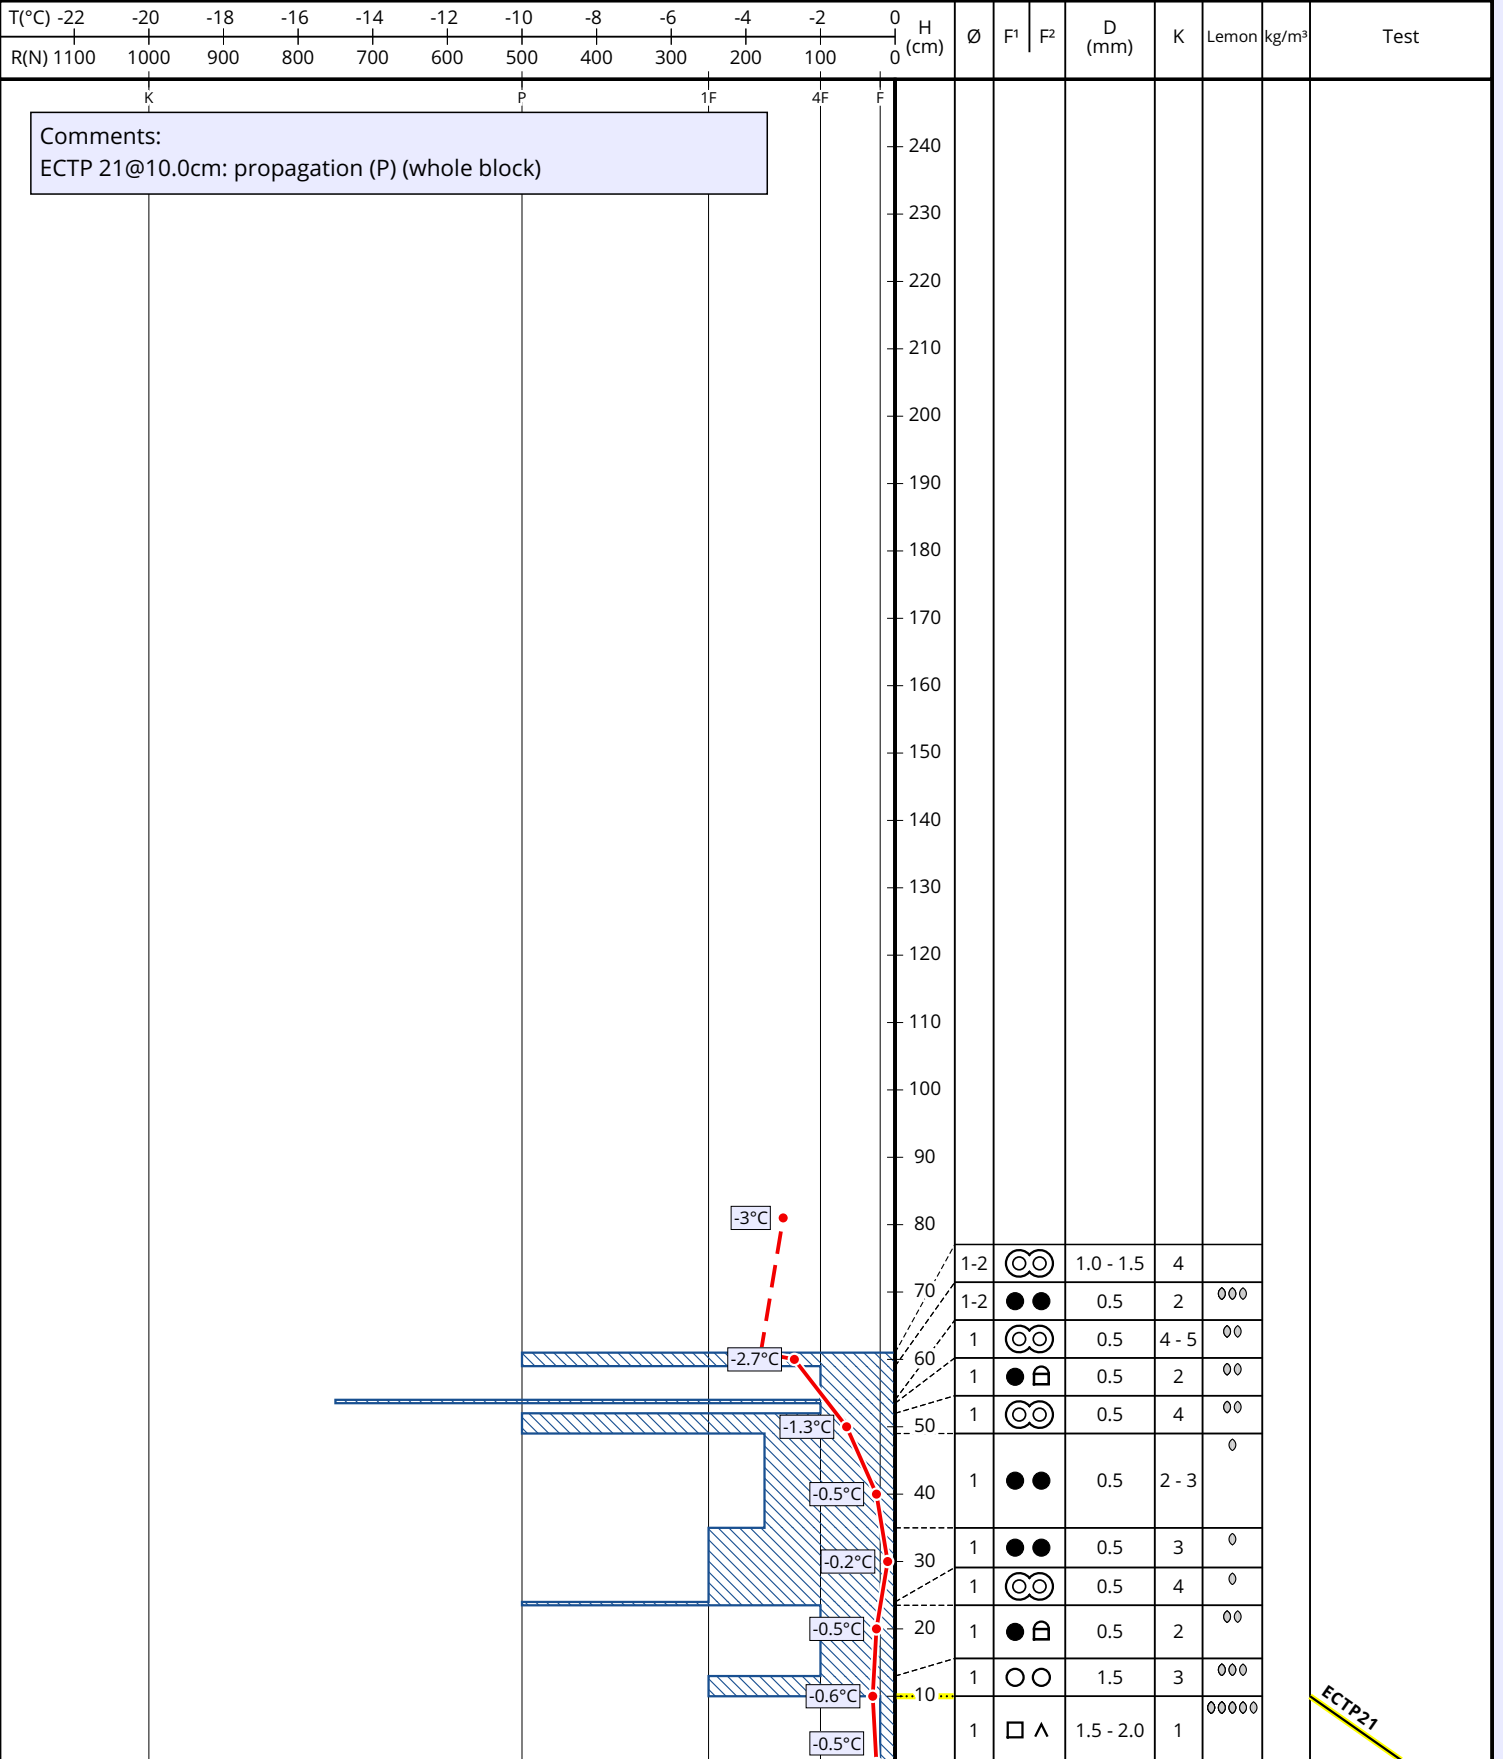 T(°C) -22 -20 -18 -16 -14 -12 -10 -8 -6 -4 -2 0
R(N) 1100 1000 900 800 700 600 500 400 300 200 100 0
H (cm) Ø F¹ F² D (mm) K Lemon kg/m³ Test
K P 1F 4F F
Comments:
ECTP 21@10.0cm: propagation (P) (whole block)
240
230
220
210
200
190
180
170
160
150
140
130
120
110
100
90
-3°C 80
1-2 1.0 - 1.5 4
70
1-2 0.5 2
1 0.5 4 - 5
-2.7°C 60
1 0.5 2
1 0.5 4
-1.3°C 50
1 0.5 2 - 3
-0.5°C 40
1 0.5 3
-0.2°C 30
1 0.5 4
-0.5°C 20
1 0.5 2
1 1.5 3
-0.6°C 10
ECTP21
1 1.5 - 2.0 1
-0.5°C